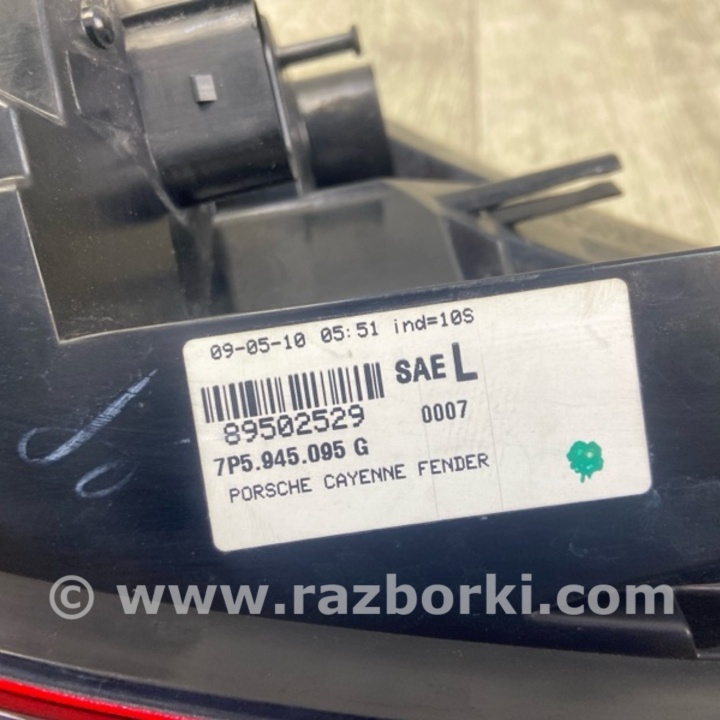 09-05-10 05:51 ind=10S
SAE L
89502529
0007
7P5.945.095 G
PORSCHE CAYENNE FENDER
© www.razborki.com